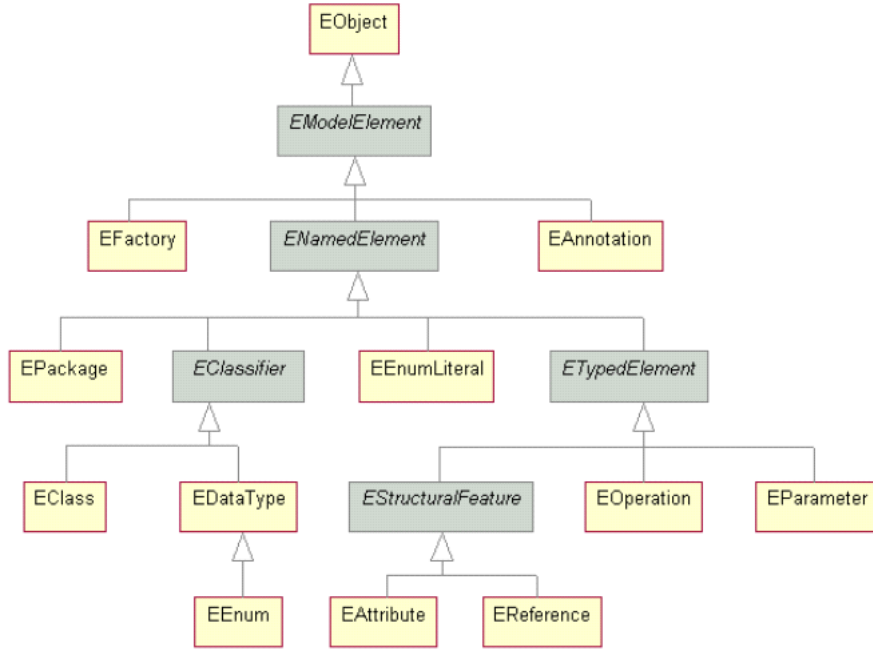 EObject
EModelElement
EFactory
ENamedElement
EAnnotation
EPackage
EClassifier
EEnumLiteral
ETypedElement
EClass
EDataType
EStructuralFeature
EOperation
EParameter
EEnum
EAttribute
EReference